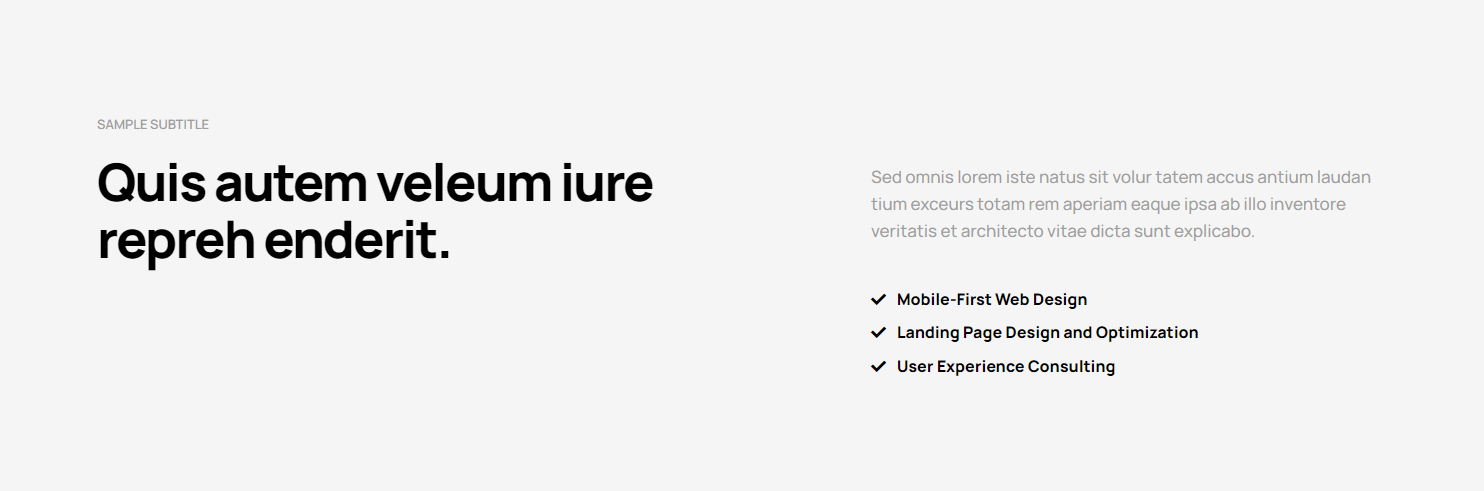 SAMPLE SUBTITLE
Quis autem veleum iure
repreh enderit.
Sed omnis lorem iste natus sit volur tatem accus antium laudan
tium exceurs totam rem aperiam eaque ipsa ab illo inventore
veritatis et architecto vitae dicta sunt explicabo.
Mobile-First Web Design
Landing Page Design and Optimization
User Experience Consulting